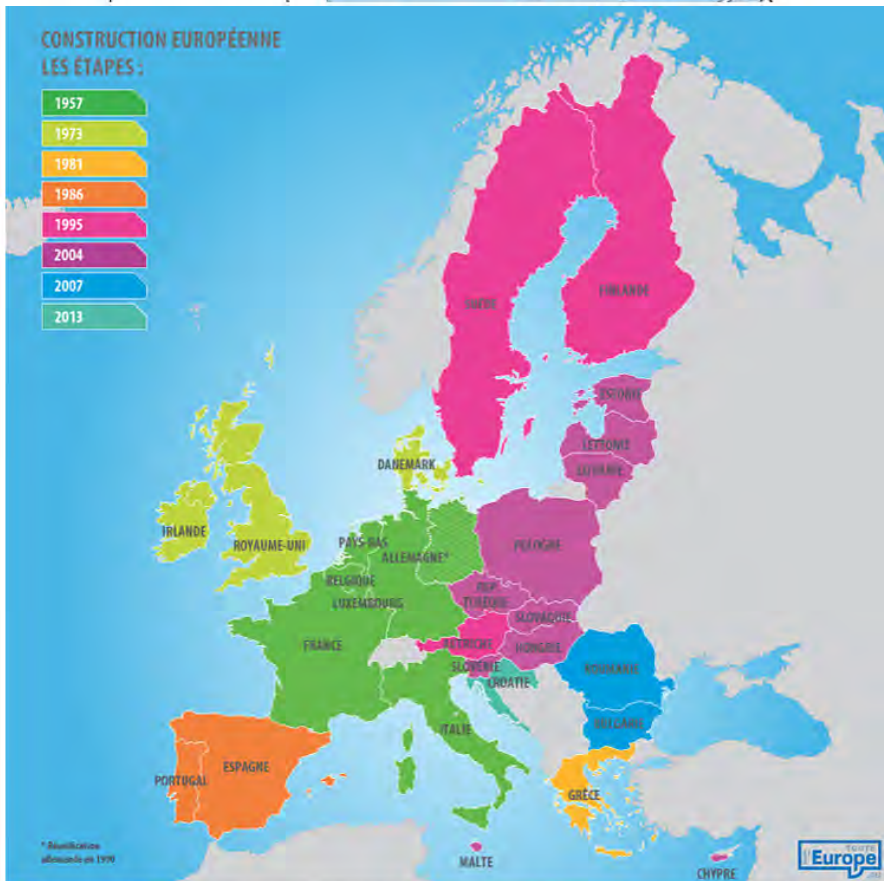 CONSTRUCTION EUROPÉENNE
LES ÉTAPES :
1957
1973
1981
1986
1995
2004
2007
2013
SUÈDE
FINLANDE
ESTONIE
LETTONIE
LITUANIE
DANEMARK
IRLANDE
ROYAUME-UNI
PAYS-BAS
ALLEMAGNE*
POLOGNE
BELGIQUE
LUXEMBOURG
RÉP.
TCHÈQUE
SLOVAQUIE
FRANCE
AUTRICHE
HONGRIE
SLOVÉNIE
CROATIE
ROUMANIE
BULGARIE
ITALIE
PORTUGAL
ESPAGNE
GRÈCE
MALTE
CHYPRE
* Réunification
allemande en 1990
TOUTE
l'Europe
.eu